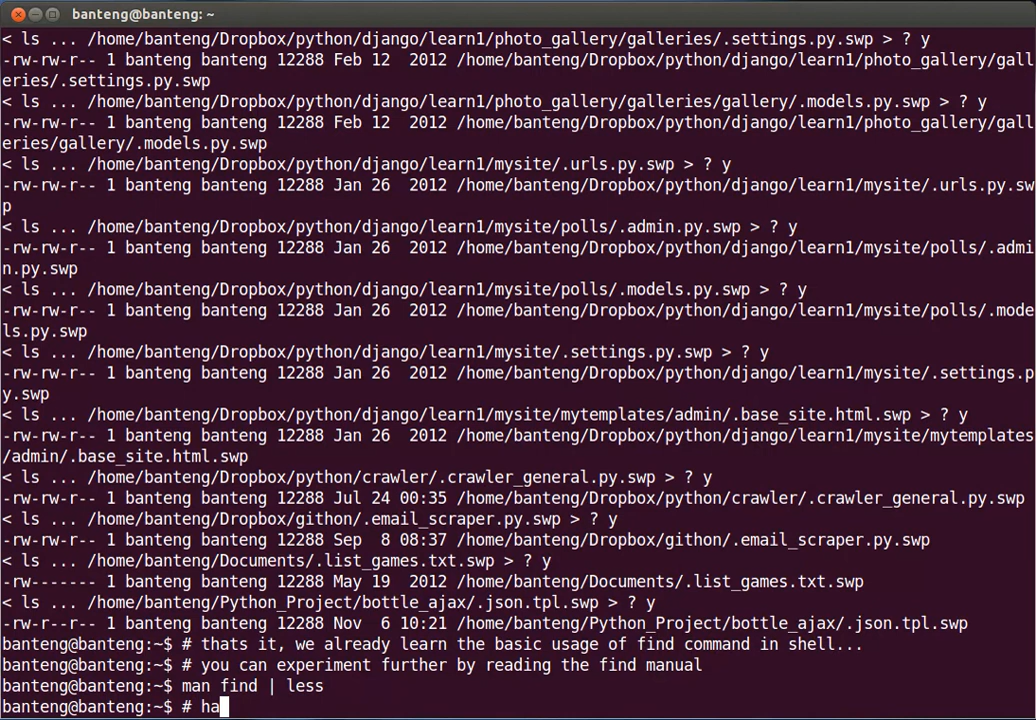 banteng@banteng: ~
< ls ... /home/banteng/Dropbox/python/django/learn1/photo_gallery/galleries/.settings.py.swp > ? y
-rw-rw-r-- 1 banteng banteng 12288 Feb 12  2012 /home/banteng/Dropbox/python/django/learn1/photo_gallery/gall
eries/.settings.py.swp
< ls ... /home/banteng/Dropbox/python/django/learn1/photo_gallery/galleries/gallery/.models.py.swp > ? y
-rw-rw-r-- 1 banteng banteng 12288 Feb 12  2012 /home/banteng/Dropbox/python/django/learn1/photo_gallery/gall
eries/gallery/.models.py.swp
< ls ... /home/banteng/Dropbox/python/django/learn1/mysite/.urls.py.swp > ? y
-rw-rw-r-- 1 banteng banteng 12288 Jan 26  2012 /home/banteng/Dropbox/python/django/learn1/mysite/.urls.py.sw
p
< ls ... /home/banteng/Dropbox/python/django/learn1/mysite/polls/.admin.py.swp > ? y
-rw-rw-r-- 1 banteng banteng 12288 Jan 26  2012 /home/banteng/Dropbox/python/django/learn1/mysite/polls/.admi
n.py.swp
< ls ... /home/banteng/Dropbox/python/django/learn1/mysite/polls/.models.py.swp > ? y
-rw-rw-r-- 1 banteng banteng 12288 Jan 26  2012 /home/banteng/Dropbox/python/django/learn1/mysite/polls/.mode
ls.py.swp
< ls ... /home/banteng/Dropbox/python/django/learn1/mysite/.settings.py.swp > ? y
-rw-rw-r-- 1 banteng banteng 12288 Jan 26  2012 /home/banteng/Dropbox/python/django/learn1/mysite/.settings.p
y.swp
< ls ... /home/banteng/Dropbox/python/django/learn1/mysite/mytemplates/admin/.base_site.html.swp > ? y
-rw-rw-r-- 1 banteng banteng 12288 Jan 26  2012 /home/banteng/Dropbox/python/django/learn1/mysite/mytemplates
/admin/.base_site.html.swp
< ls ... /home/banteng/Dropbox/python/crawler/.crawler_general.py.swp > ? y
-rw-rw-r-- 1 banteng banteng 12288 Jul 24 00:35 /home/banteng/Dropbox/python/crawler/.crawler_general.py.swp
< ls ... /home/banteng/Dropbox/githon/.email_scraper.py.swp > ? y
-rw-rw-r-- 1 banteng banteng 12288 Sep  8 08:37 /home/banteng/Dropbox/githon/.email_scraper.py.swp
< ls ... /home/banteng/Documents/.list_games.txt.swp > ? y
-rw------- 1 banteng banteng 12288 May 19  2012 /home/banteng/Documents/.list_games.txt.swp
< ls ... /home/banteng/Python_Project/bottle_ajax/.json.tpl.swp > ? y
-rw-r--r-- 1 banteng banteng 12288 Nov  6 10:21 /home/banteng/Python_Project/bottle_ajax/.json.tpl.swp
banteng@banteng:~$ # thats it, we already learn the basic usage of find command in shell...
banteng@banteng:~$ # you can experiment further by reading the find manual
banteng@banteng:~$ man find | less
banteng@banteng:~$ # ha